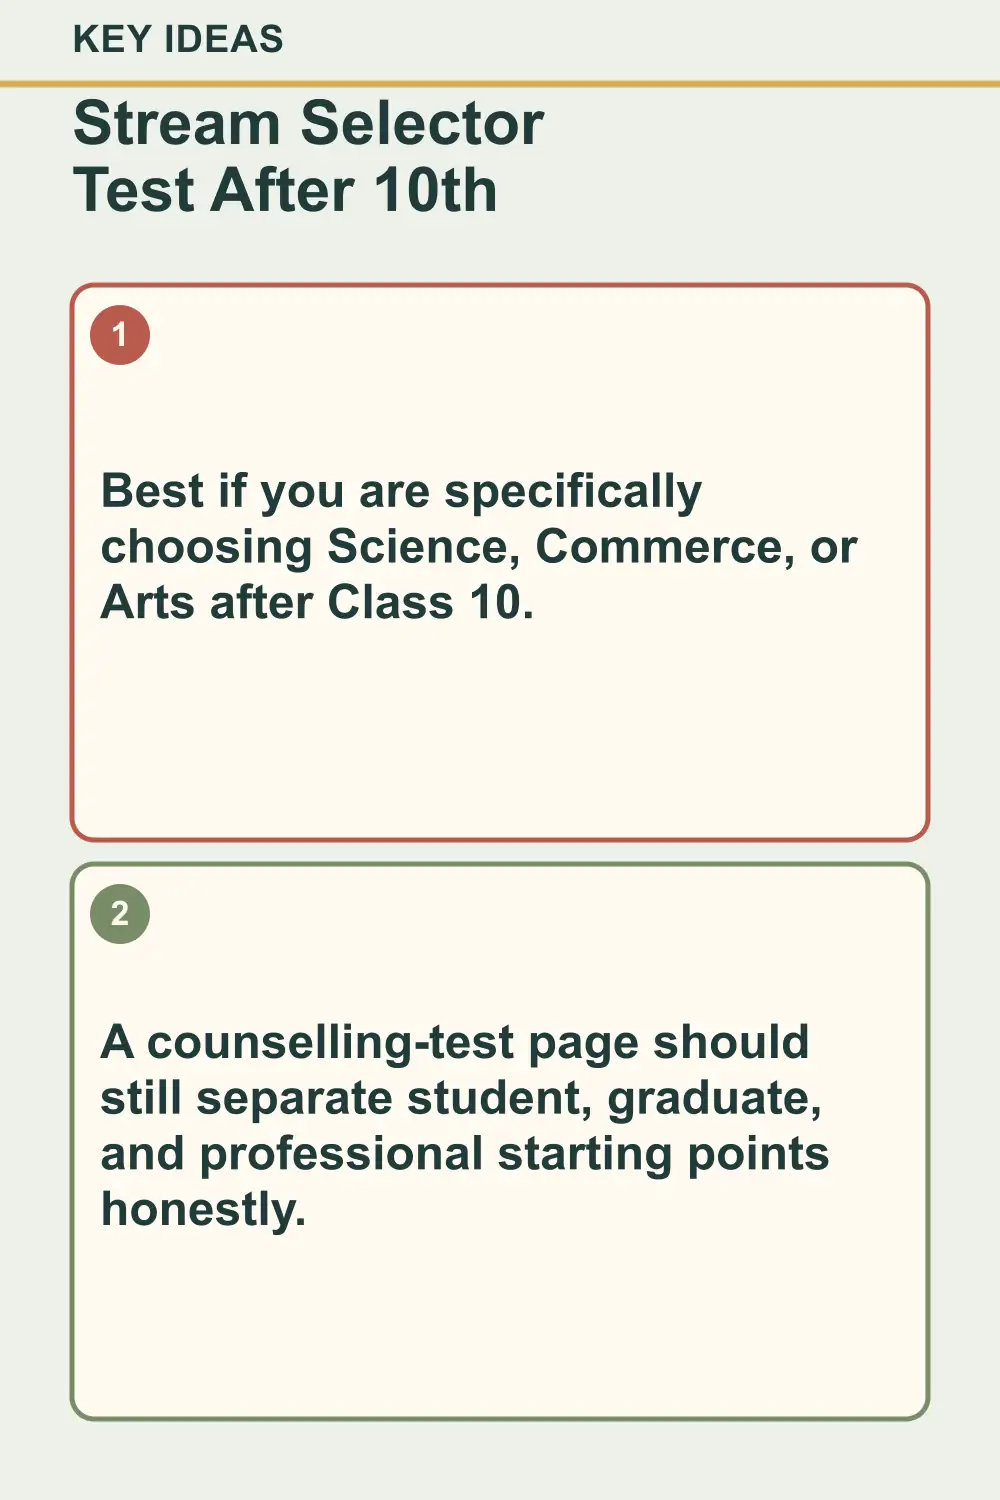 KEY IDEAS
Stream Selector
Test After 10th
1
Best if you are specifically
choosing Science, Commerce, or
Arts after Class 10.
2
A counselling-test page should
still separate student, graduate,
and professional starting points
honestly.